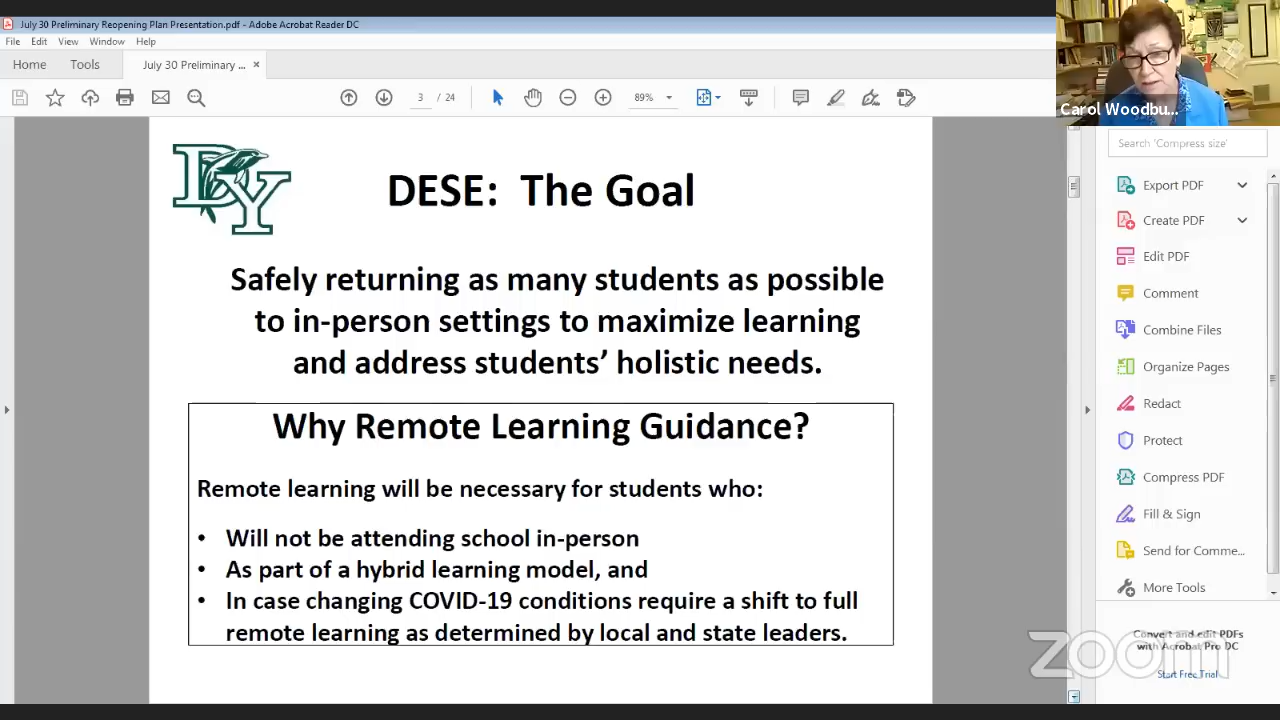 July 30 Preliminary Reopening Plan Presentation.pdf - Adobe Acrobat Reader DC
File Edit View Window Help
Home Tools July 30 Preliminary ... ×
3 / 24 89%
Carol Woodbu...
Search 'Compress size'
DY
DESE: The Goal
Safely returning as many students as possible
to in-person settings to maximize learning
and address students' holistic needs.
Why Remote Learning Guidance?
Remote learning will be necessary for students who:
• Will not be attending school in-person
• As part of a hybrid learning model, and
• In case changing COVID-19 conditions require a shift to full
remote learning as determined by local and state leaders.
Export PDF
Create PDF
Edit PDF
Comment
Combine Files
Organize Pages
Redact
Protect
Compress PDF
Fill & Sign
Send for Comme...
More Tools
Convert and edit PDFs
with Acrobat Pro DC
Start Free Trial
zoom